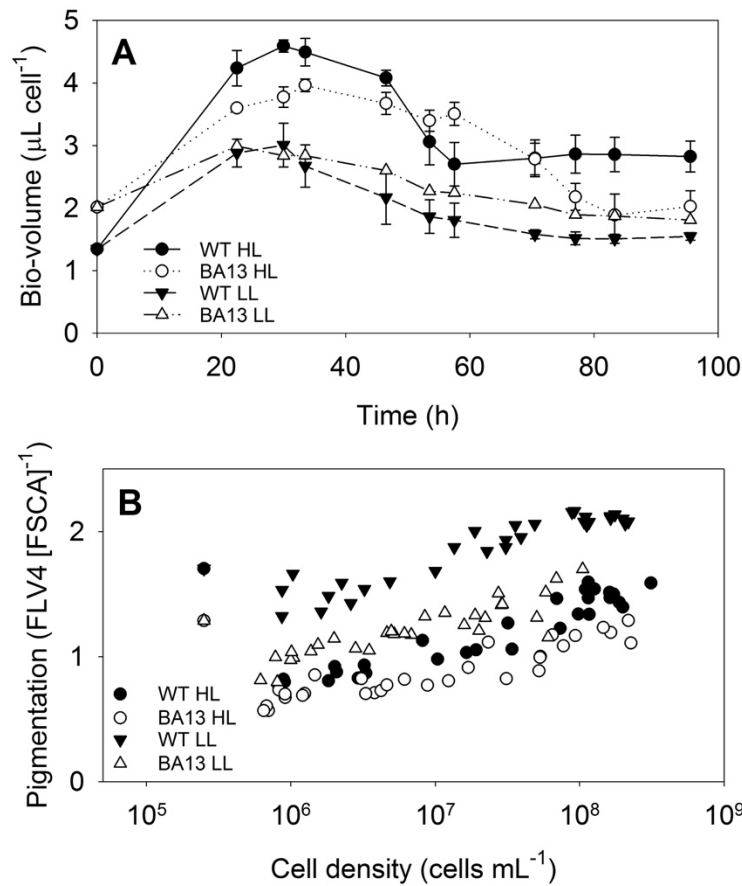 A
Bio-volume (µL cell⁻¹)
5
4
3
2
1
0
WT HL
BA13 HL
WT LL
BA13 LL
0 20 40 60 80 100
Time (h)
B
Pigmentation (FLV4 [FSCA]⁻¹)
2
1
0
WT HL
BA13 HL
WT LL
BA13 LL
10⁵ 10⁶ 10⁷ 10⁸ 10⁹
Cell density (cells mL⁻¹)